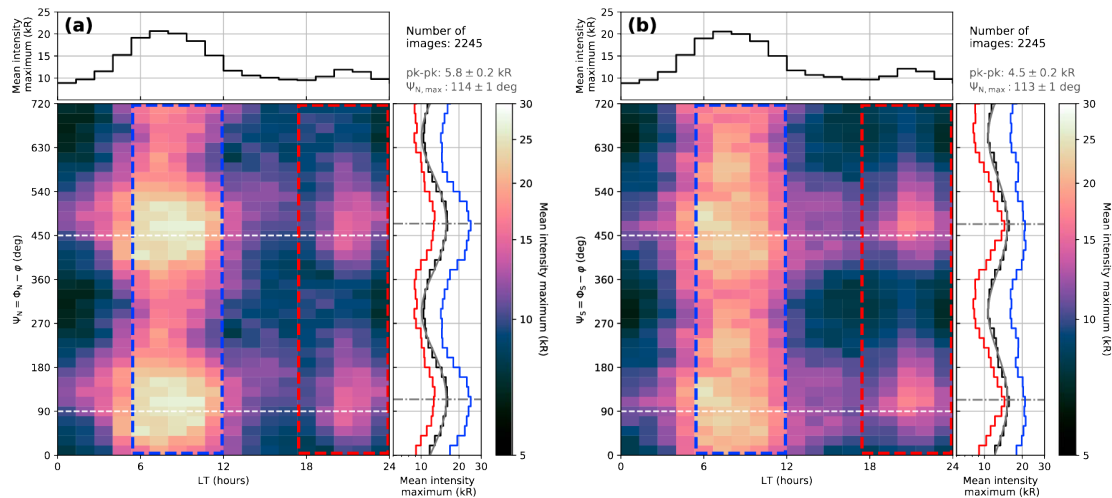 (a)
Mean intensity
maximum (kR)
25
20
15
10
Number of
images: 2245
pk-pk: 5.8 ± 0.2 kR
Ψ_N,max : 114 ± 1 deg
Ψ_N = Φ_N − φ (deg)
720
630
540
450
360
270
180
90
0
0
6
12
18
24
LT (hours)
10
20
30
Mean intensity
maximum (kR)
30
25
20
15
10
5
Mean intensity maximum (kR)
(b)
Mean intensity
maximum (kR)
25
20
15
10
Number of
images: 2245
pk-pk: 4.5 ± 0.2 kR
Ψ_N,max : 113 ± 1 deg
Ψ_S = Φ_S − φ (deg)
720
630
540
450
360
270
180
90
0
0
6
12
18
24
LT (hours)
10
20
30
Mean intensity
maximum (kR)
30
25
20
15
10
5
Mean intensity maximum (kR)